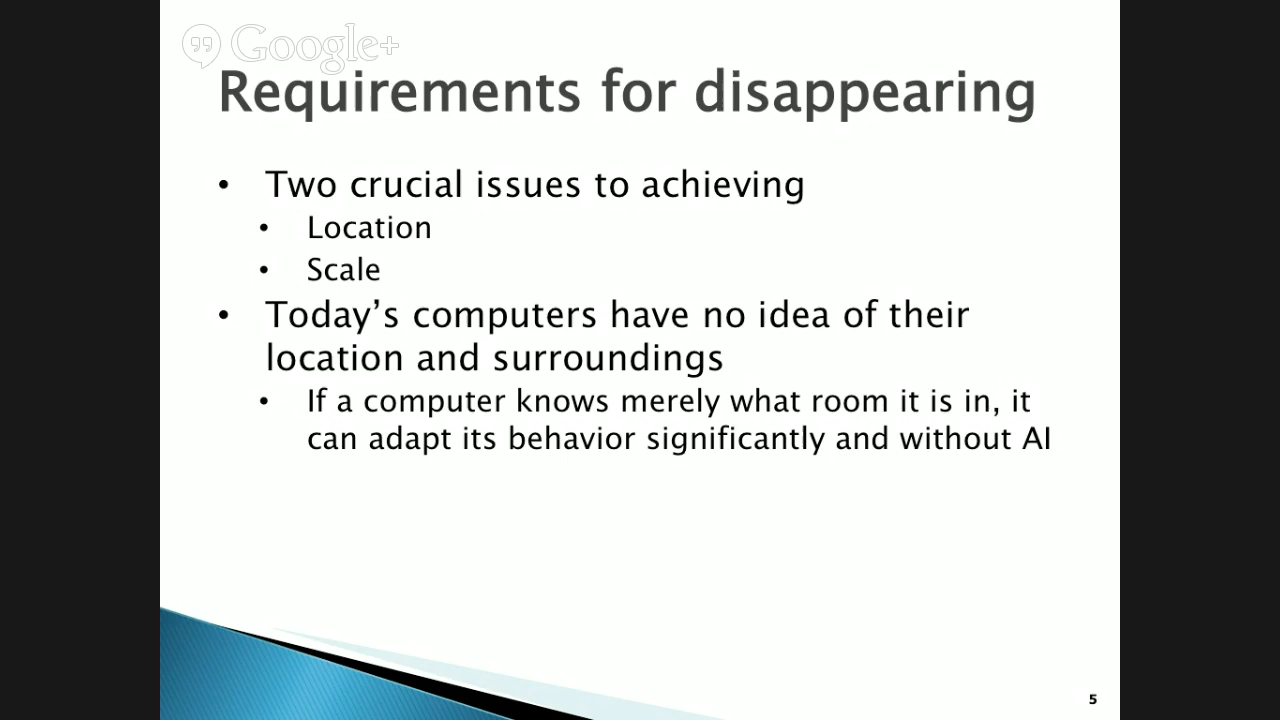 Google+
Requirements for disappearing
• Two crucial issues to achieving
• Location
• Scale
• Today’s computers have no idea of their
location and surroundings
• If a computer knows merely what room it is in, it
can adapt its behavior significantly and without AI
5